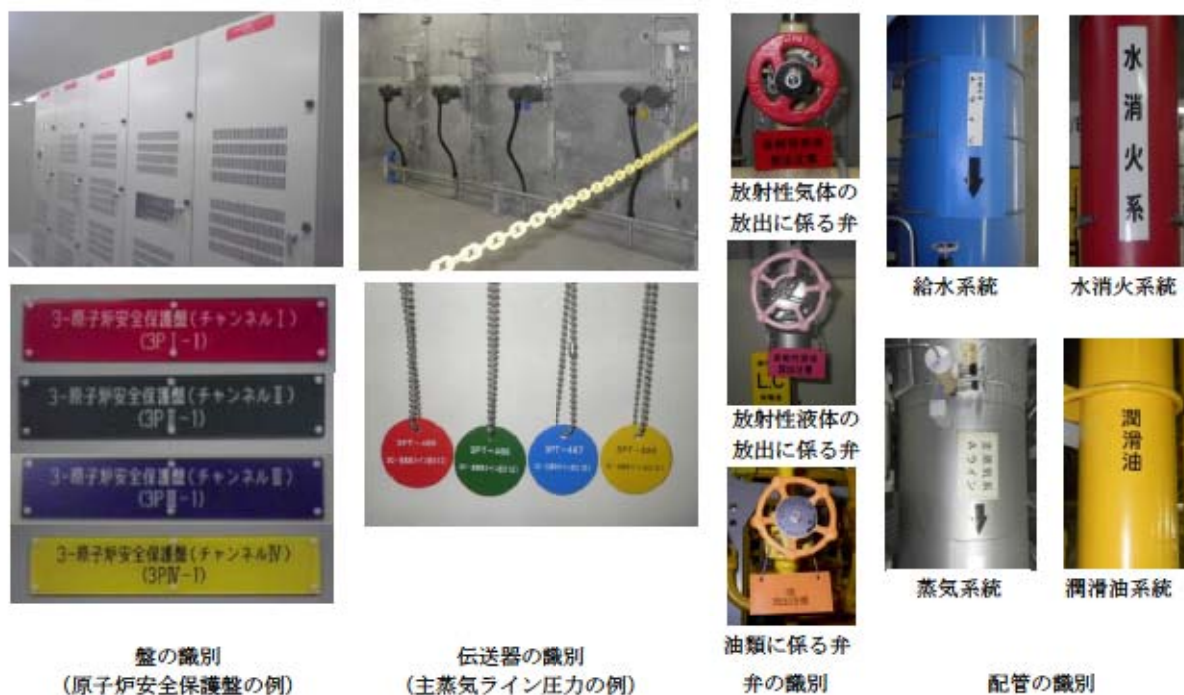 3-原子炉安全保護盤(チャンネルⅠ)
(3PⅠ-1)
3-原子炉安全保護盤(チャンネルⅡ)
(3PⅡ-1)
3-原子炉安全保護盤(チャンネルⅢ)
(3PⅢ-1)
3-原子炉安全保護盤(チャンネルⅣ)
(3PⅣ-1)
盤の識別
(原子炉安全保護盤の例)
伝送器の識別
(主蒸気ライン圧力の例)
放射性気体の
放出に係る弁
L.C
放射性液体の
放出に係る弁
油類に係る弁
弁の識別
給水系統
水消火系
水消火系統
蒸気系統
潤滑油
潤滑油系統
配管の識別